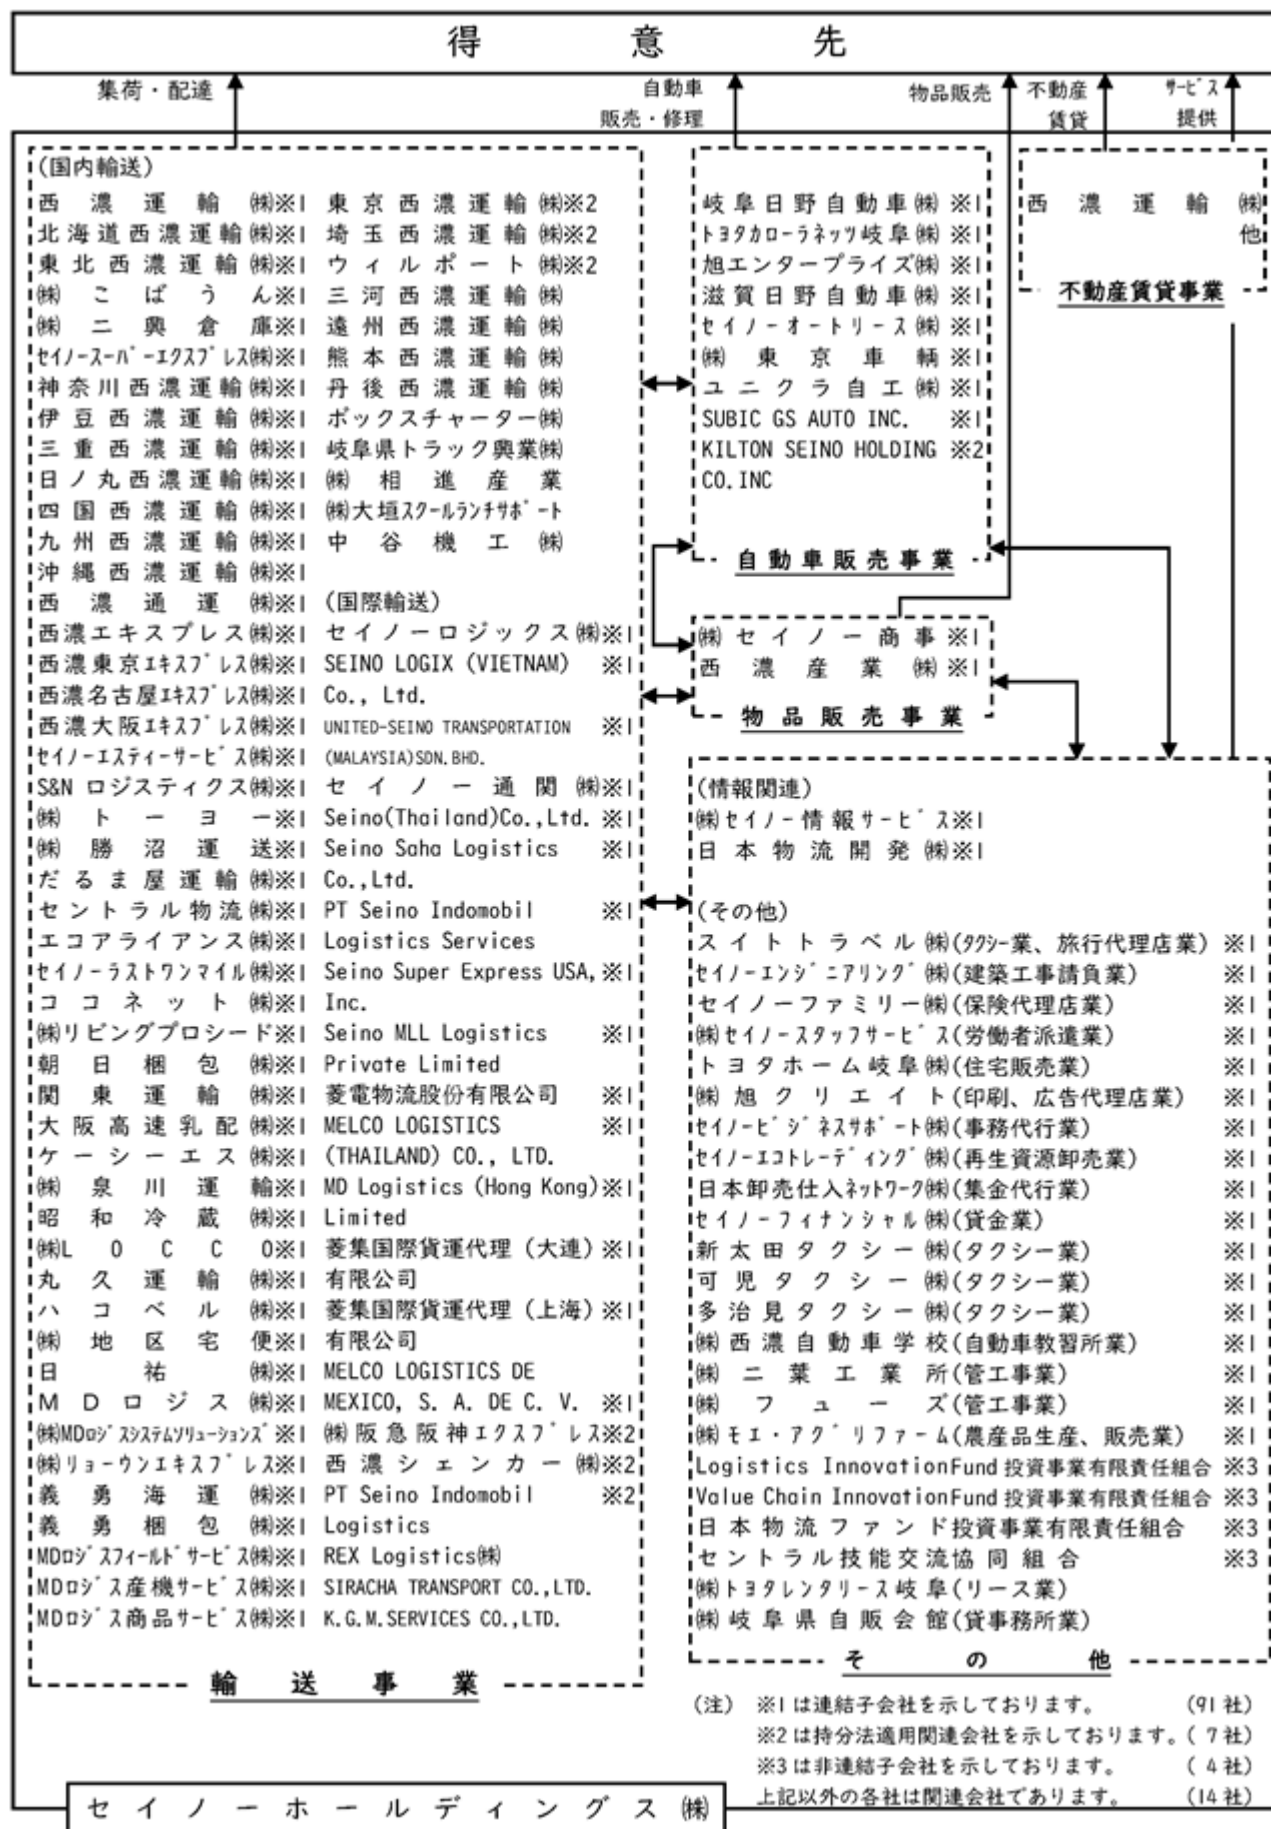 得意先
集荷・配達
自動車
販売・修理
物品販売
不動産
賃貸
サービス
提供
(国内輸送)
西濃運輸㈱※1
北海道西濃運輸㈱※1
東北西濃運輸㈱※1
㈱こばうん※1
㈱二興倉庫※1
セイノースーパーエクスプレス㈱※1
神奈川西濃運輸㈱※1
伊豆西濃運輸㈱※1
三重西濃運輸㈱※1
日ノ丸西濃運輸㈱※1
四国西濃運輸㈱※1
九州西濃運輸㈱※1
沖縄西濃運輸㈱※1
西濃通運㈱※1
西濃エキスプレス㈱※1
西濃東京エキスプレス㈱※1
西濃名古屋エキスプレス㈱※1
西濃大阪エキスプレス㈱※1
セイノーエスティーサービス㈱※1
S&Nロジスティクス㈱※1
㈱トーヨー※1
㈱勝沼運送※1
だるま屋運輸㈱※1
セントラル物流㈱※1
エコアライアンス㈱※1
セイノーラストワンマイル㈱※1
ココネット㈱※1
㈱リビングプロシード※1
朝日梱包㈱※1
関東運輸㈱※1
大阪高速乳配㈱※1
ケーシーエス㈱※1
㈱泉川運輸※1
昭和冷蔵㈱※1
㈱LOCCO※1
丸久運輸㈱※1
ハコベル㈱※1
㈱地区宅便※1
日祐㈱※1
MDロジス㈱※1
㈱MDロジスシステムソリューションズ※1
㈱リョーウンエキスプレス※1
義勇海運㈱※1
義勇梱包㈱※1
MDロジスフィールドサービス㈱※1
MDロジス産機サービス㈱※1
MDロジス商品サービス㈱※1
東京西濃運輸㈱※2
埼玉西濃運輸㈱※2
ウィルポート㈱※2
三河西濃運輸㈱
遠州西濃運輸㈱
熊本西濃運輸㈱
丹後西濃運輸㈱
ボックスチャーター㈱
岐阜県トラック興業㈱
㈱相進産業
㈱大垣スクールランチサポート
中谷機工㈱
(国際輸送)
セイノーロジックス㈱※1
SEINO LOGIX (VIETNAM) ※1
Co., Ltd.
UNITED-SEINO TRANSPORTATION ※1
(MALAYSIA)SDN.BHD.
セイノー通関㈱※1
Seino(Thailand)Co.,Ltd. ※1
Seino Saha Logistics ※1
Co.,Ltd.
PT Seino Indomobil ※1
Logistics Services
Seino Super Express USA, ※1
Inc.
Seino MLL Logistics ※1
Private Limited
菱電物流股份有限公司 ※1
MELCO LOGISTICS ※1
(THAILAND) CO., LTD.
MD Logistics (Hong Kong) ※1
Limited
菱集国際貨運代理（大連）※1
有限公司
菱集国際貨運代理（上海）※1
有限公司
MELCO LOGISTICS DE
MEXICO, S. A. DE C. V. ※1
㈱阪急阪神エクスプレス※2
西濃シェンカー㈱※2
PT Seino Indomobil ※2
Logistics
REX Logistics㈱
SIRACHA TRANSPORT CO.,LTD.
K.G.M.SERVICES CO.,LTD.
輸送事業
岐阜日野自動車㈱ ※1
トヨタカローラネッツ岐阜㈱ ※1
旭エンタープライズ㈱ ※1
滋賀日野自動車㈱ ※1
セイノーオートリース㈱ ※1
㈱東京車輌 ※1
ユニクラ自工㈱ ※1
SUBIC GS AUTO INC. ※1
KILTON SEINO HOLDING ※2
CO.INC
自動車販売事業
西濃運輸㈱
他
不動産賃貸事業
㈱セイノー商事※1
西濃産業㈱※1
物品販売事業
(情報関連)
㈱セイノー情報サービス※1
日本物流開発㈱※1
(その他)
スイトトラベル㈱(タクシー業、旅行代理店業) ※1
セイノーエンジニアリング㈱(建築工事請負業) ※1
セイノーファミリー㈱(保険代理店業) ※1
㈱セイノースタッフサービス(労働者派遣業) ※1
トヨタホーム岐阜㈱(住宅販売業) ※1
㈱旭クリエイト(印刷、広告代理店業) ※1
セイノービジネスサポート㈱(事務代行業) ※1
セイノーエコトレーディング㈱(再生資源卸売業) ※1
日本卸売仕入ネットワーク㈱(集金代行業) ※1
セイノーフィナンシャル㈱(貸金業) ※1
新太田タクシー㈱(タクシー業) ※1
可児タクシー㈱(タクシー業) ※1
多治見タクシー㈱(タクシー業) ※1
㈱西濃自動車学校(自動車教習所業) ※1
㈱二葉工業所(管工事業) ※1
㈱フューズ(管工事業) ※1
㈱モエ・アグリファーム(農産品生産、販売業) ※1
Logistics InnovationFund投資事業有限責任組合 ※3
Value Chain InnovationFund投資事業有限責任組合 ※3
日本物流ファンド投資事業有限責任組合 ※3
セントラル技能交流協同組合 ※3
㈱トヨタレンタリース岐阜(リース業)
㈱岐阜県自販会館(貸事務所業)
その他
(注) ※1は連結子会社を示しております。 (91社)
※2は持分法適用関連会社を示しております。( 7社)
※3は非連結子会社を示しております。 ( 4社)
上記以外の各社は関連会社であります。 (14社)
セイノーホールディングス㈱